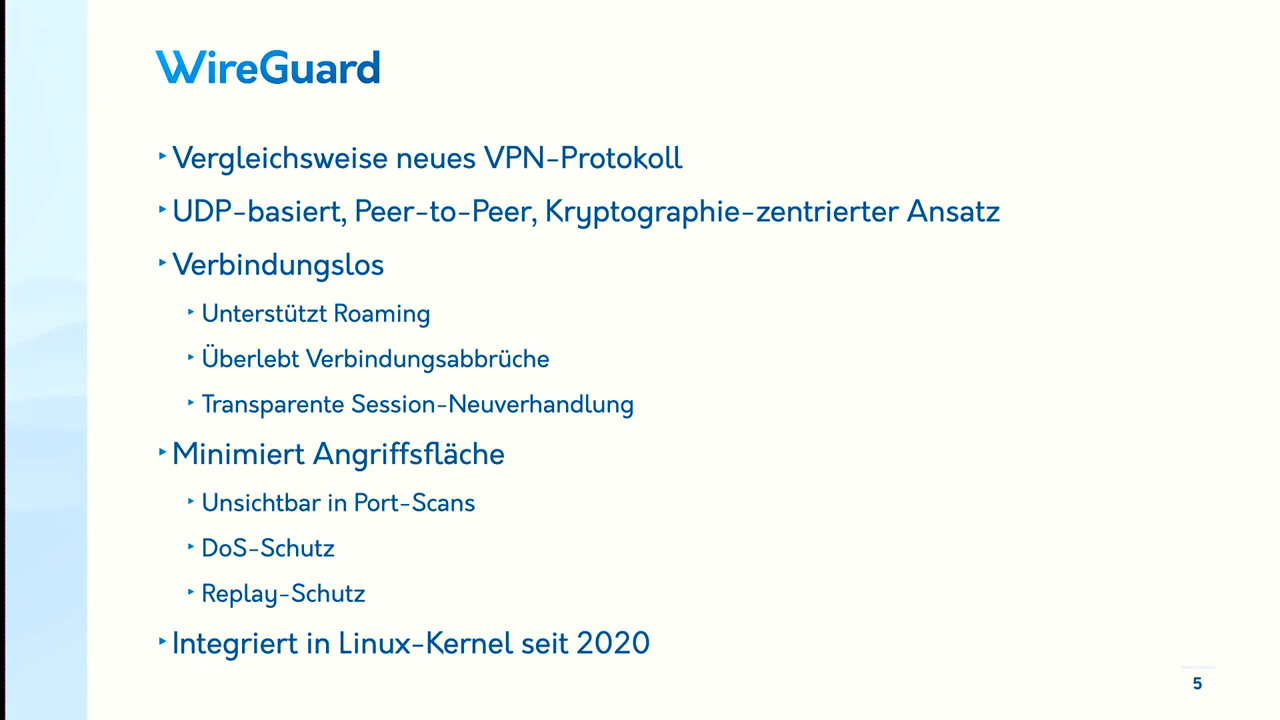 WireGuard
‣ Vergleichsweise neues VPN-Protokoll
‣ UDP-basiert, Peer-to-Peer, Kryptographie-zentrierter Ansatz
‣ Verbindungslos
‣ Unterstützt Roaming
‣ Überlebt Verbindungsabbrüche
‣ Transparente Session-Neuverhandlung
‣ Minimiert Angriffsfläche
‣ Unsichtbar in Port-Scans
‣ DoS-Schutz
‣ Replay-Schutz
‣ Integriert in Linux-Kernel seit 2020
5